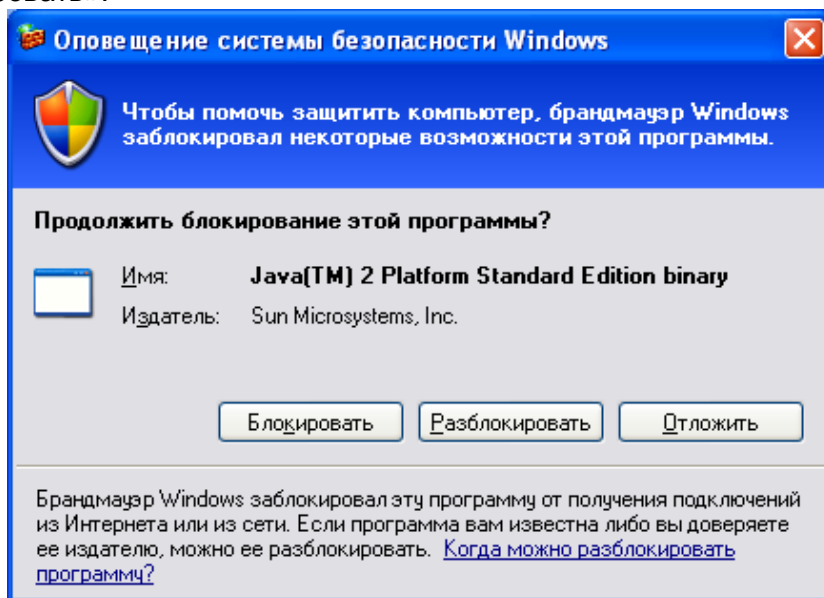 Оповещение системы безопасности Windows
Чтобы помочь защитить компьютер, брандмауэр Windows
заблокировал некоторые возможности этой программы.
Продолжить блокирование этой программы?
Имя: Java(TM) 2 Platform Standard Edition binary
Издатель: Sun Microsystems, Inc.
Блокировать Разблокировать Отложить
Брандмауэр Windows заблокировал эту программу от получения подключений
из Интернета или из сети. Если программа вам известна либо вы доверяете
ее издателю, можно ее разблокировать. Когда можно разблокировать
программу?